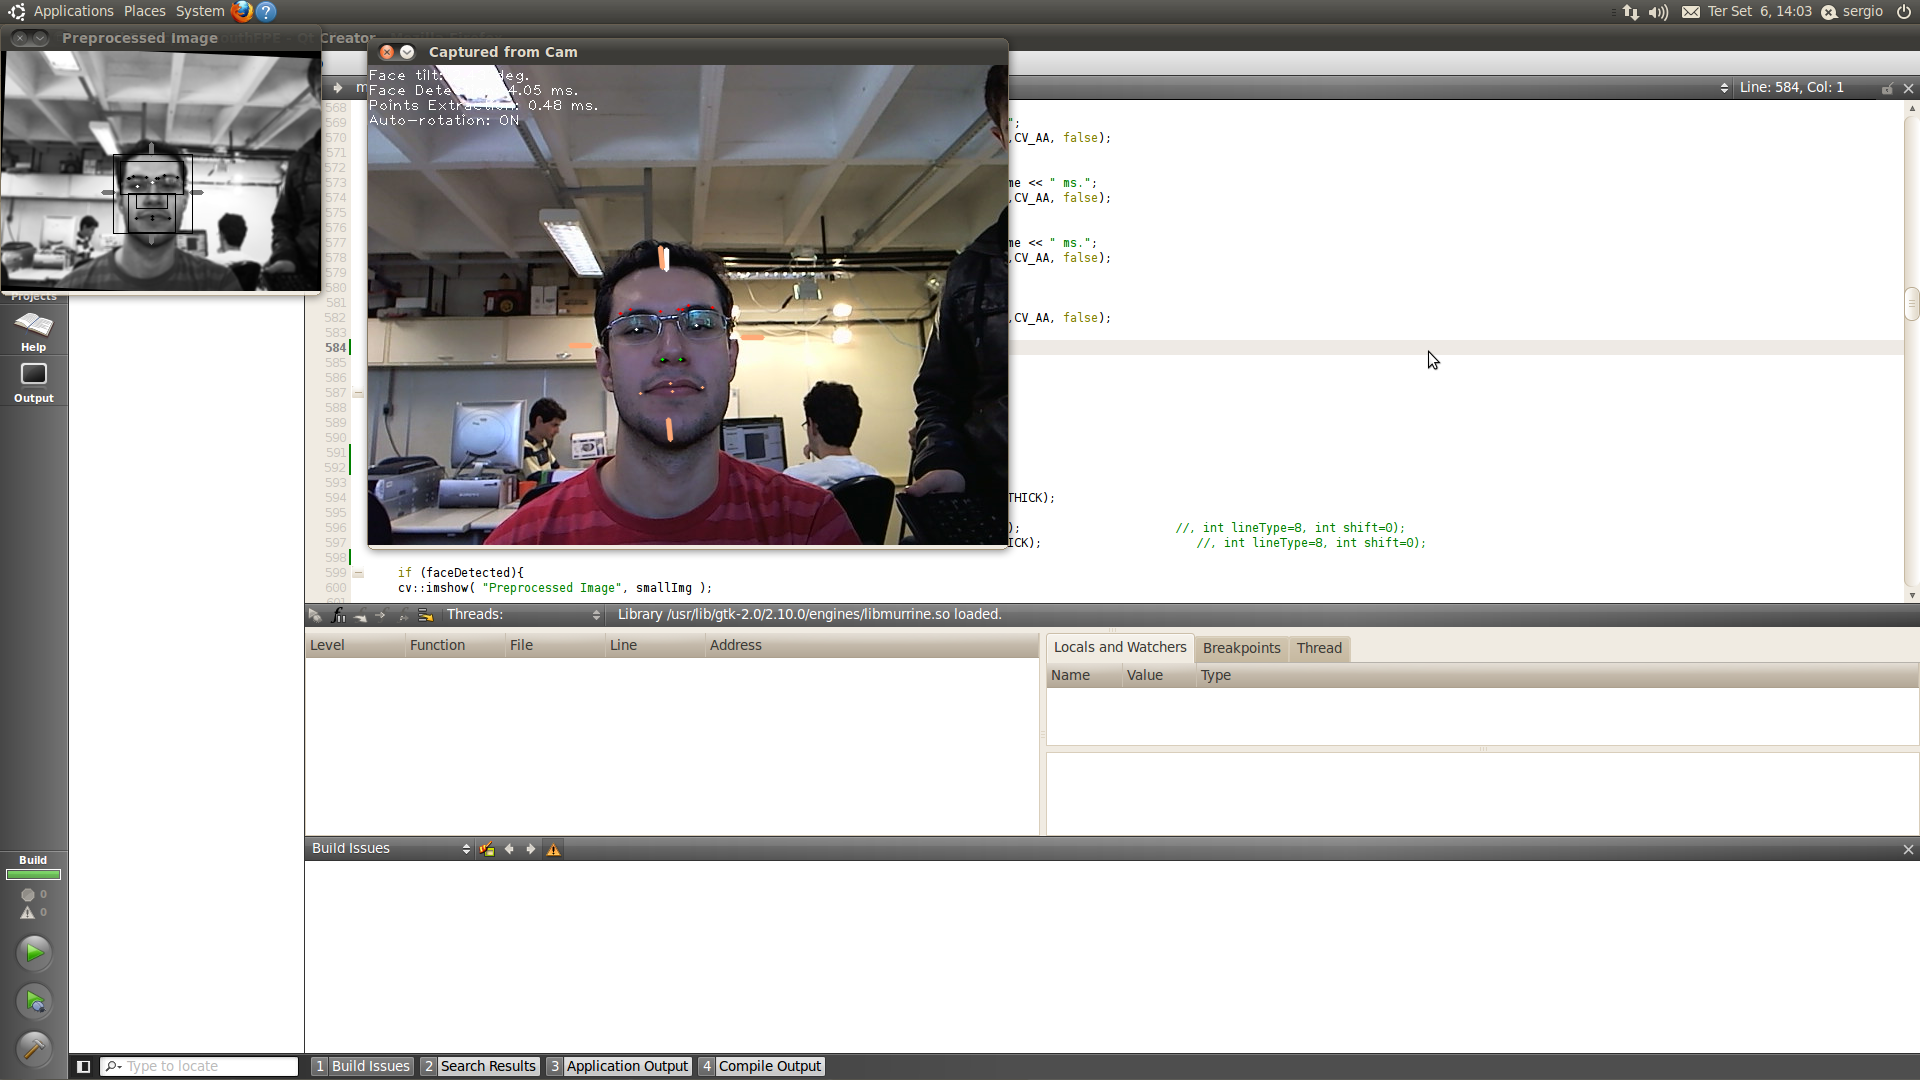 Applications Places System
Ter Set 6, 14:03 sergio
Preprocessed Image
Captured from Cam
Face tilt: deg.
4.05 ms.
Points Extraction: 0.48 ms.
Auto-rotation: ON
Line: 584, Col: 1
568
569 ";
570 ,CV_AA, false);
571
572
573 me << " ms.";
574 ,CV_AA, false);
575
576
577 me << " ms.";
578 ,CV_AA, false);
579
580
581
582 ,CV_AA, false);
583
584
585
586
587
588
589
590
591
592
593
594 THICK);
595
596 ); //, int lineType=8, int shift=0);
597 ICK); //, int lineType=8, int shift=0);
598
599 if (faceDetected){
600 cv::imshow( "Preprocessed Image", smallImg );
Projects
Help
Output
Threads:
Library /usr/lib/gtk-2.0/2.10.0/engines/libmurrine.so loaded.
Level Function File Line Address
Locals and Watchers Breakpoints Thread
Name Value Type
Build Issues
Build
0
0
Type to locate
1 Build Issues 2 Search Results 3 Application Output 4 Compile Output